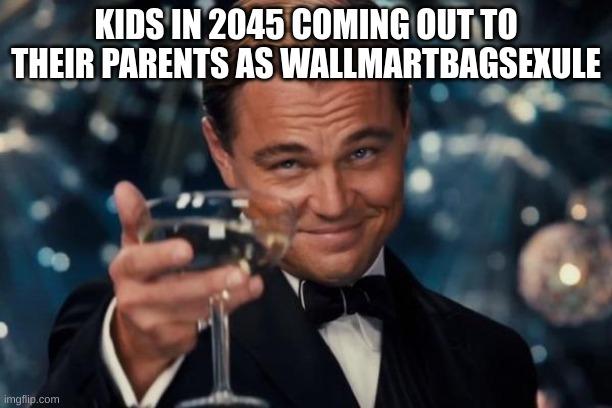 KIDS IN 2045 COMING OUT TO
THEIR PARENTS AS WALLMARTBAGSEXULE
imgflip.com